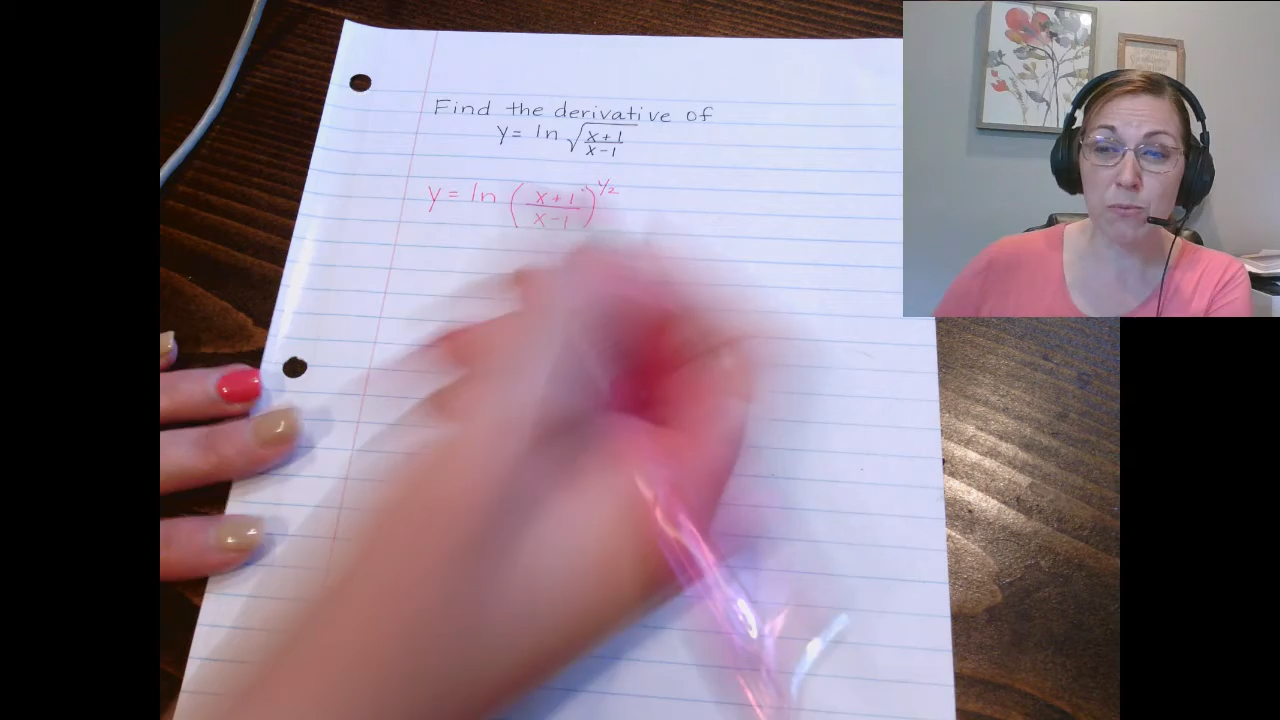 Find the derivative of
y = ln √((x+1)/(x-1))
y = ln ((x+1)/(x-1))^(1/2)